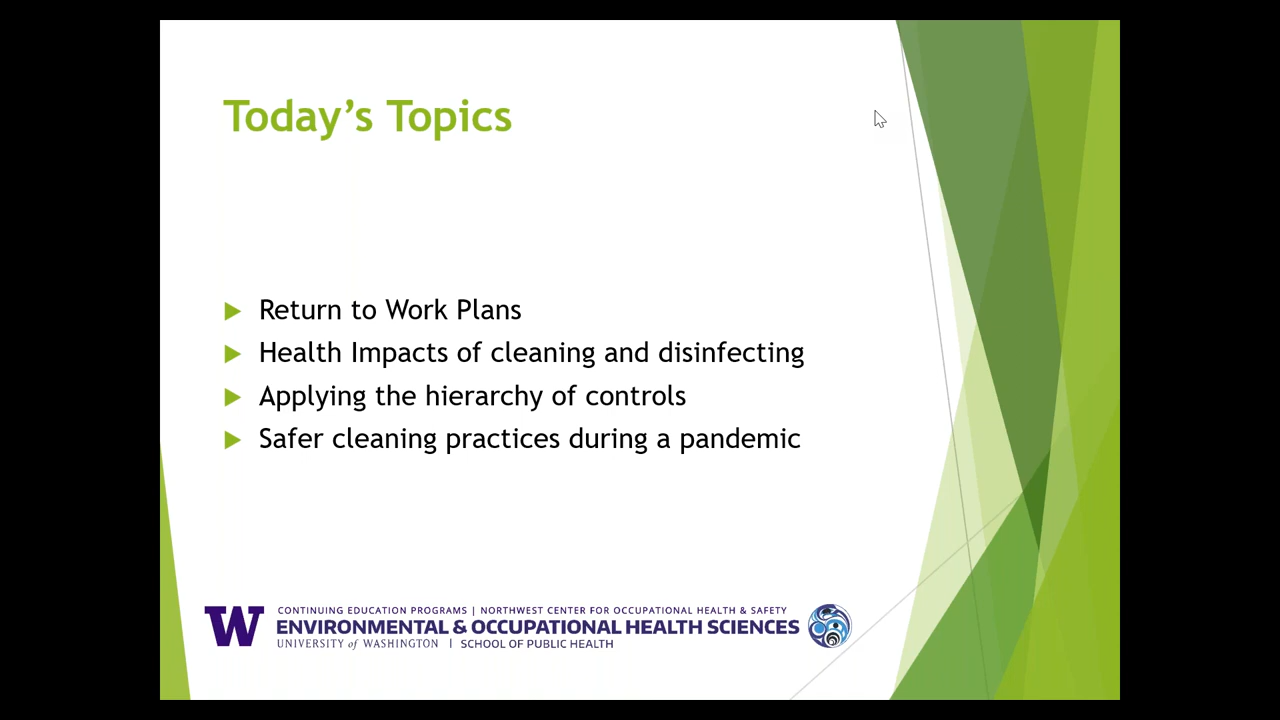 Today's Topics
Return to Work Plans
Health Impacts of cleaning and disinfecting
Applying the hierarchy of controls
Safer cleaning practices during a pandemic
W
CONTINUING EDUCATION PROGRAMS | NORTHWEST CENTER FOR OCCUPATIONAL HEALTH & SAFETY
ENVIRONMENTAL & OCCUPATIONAL HEALTH SCIENCES
UNIVERSITY of WASHINGTON | SCHOOL OF PUBLIC HEALTH